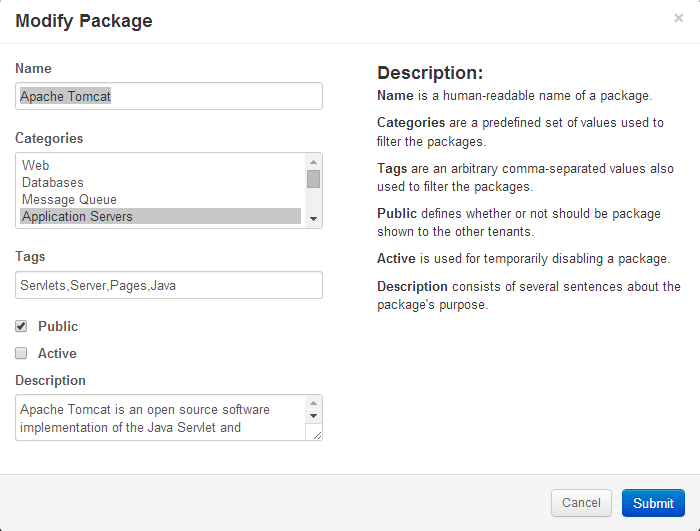 Modify Package
×
Name
Apache Tomcat
Categories
Web
Databases
Message Queue
Application Servers
Tags
Servlets,Server,Pages,Java
Public
Active
Description
Apache Tomcat is an open source software
implementation of the Java Servlet and
Description:
Name is a human-readable name of a package.
Categories are a predefined set of values used to
filter the packages.
Tags are an arbitrary comma-separated values also
used to filter the packages.
Public defines whether or not should be package
shown to the other tenants.
Active is used for temporarily disabling a package.
Description consists of several sentences about the
package's purpose.
Cancel
Submit